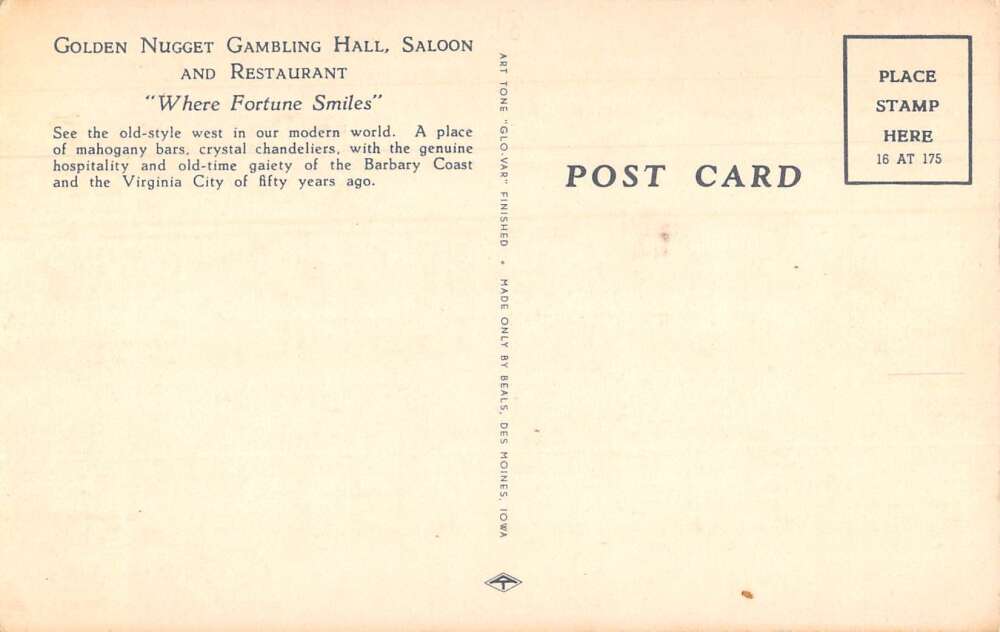 Golden Nugget Gambling Hall, Saloon
and Restaurant
"Where Fortune Smiles"
See the old-style west in our modern world. A place
of mahogany bars, crystal chandeliers, with the genuine
hospitality and old-time gaiety of the Barbary Coast
and the Virginia City of fifty years ago.
ART TONE "GLO-VAR" FINISHED * MADE ONLY BY BEALS, DES MOINES, IOWA
POST CARD
PLACE
STAMP
HERE
16 AT 175